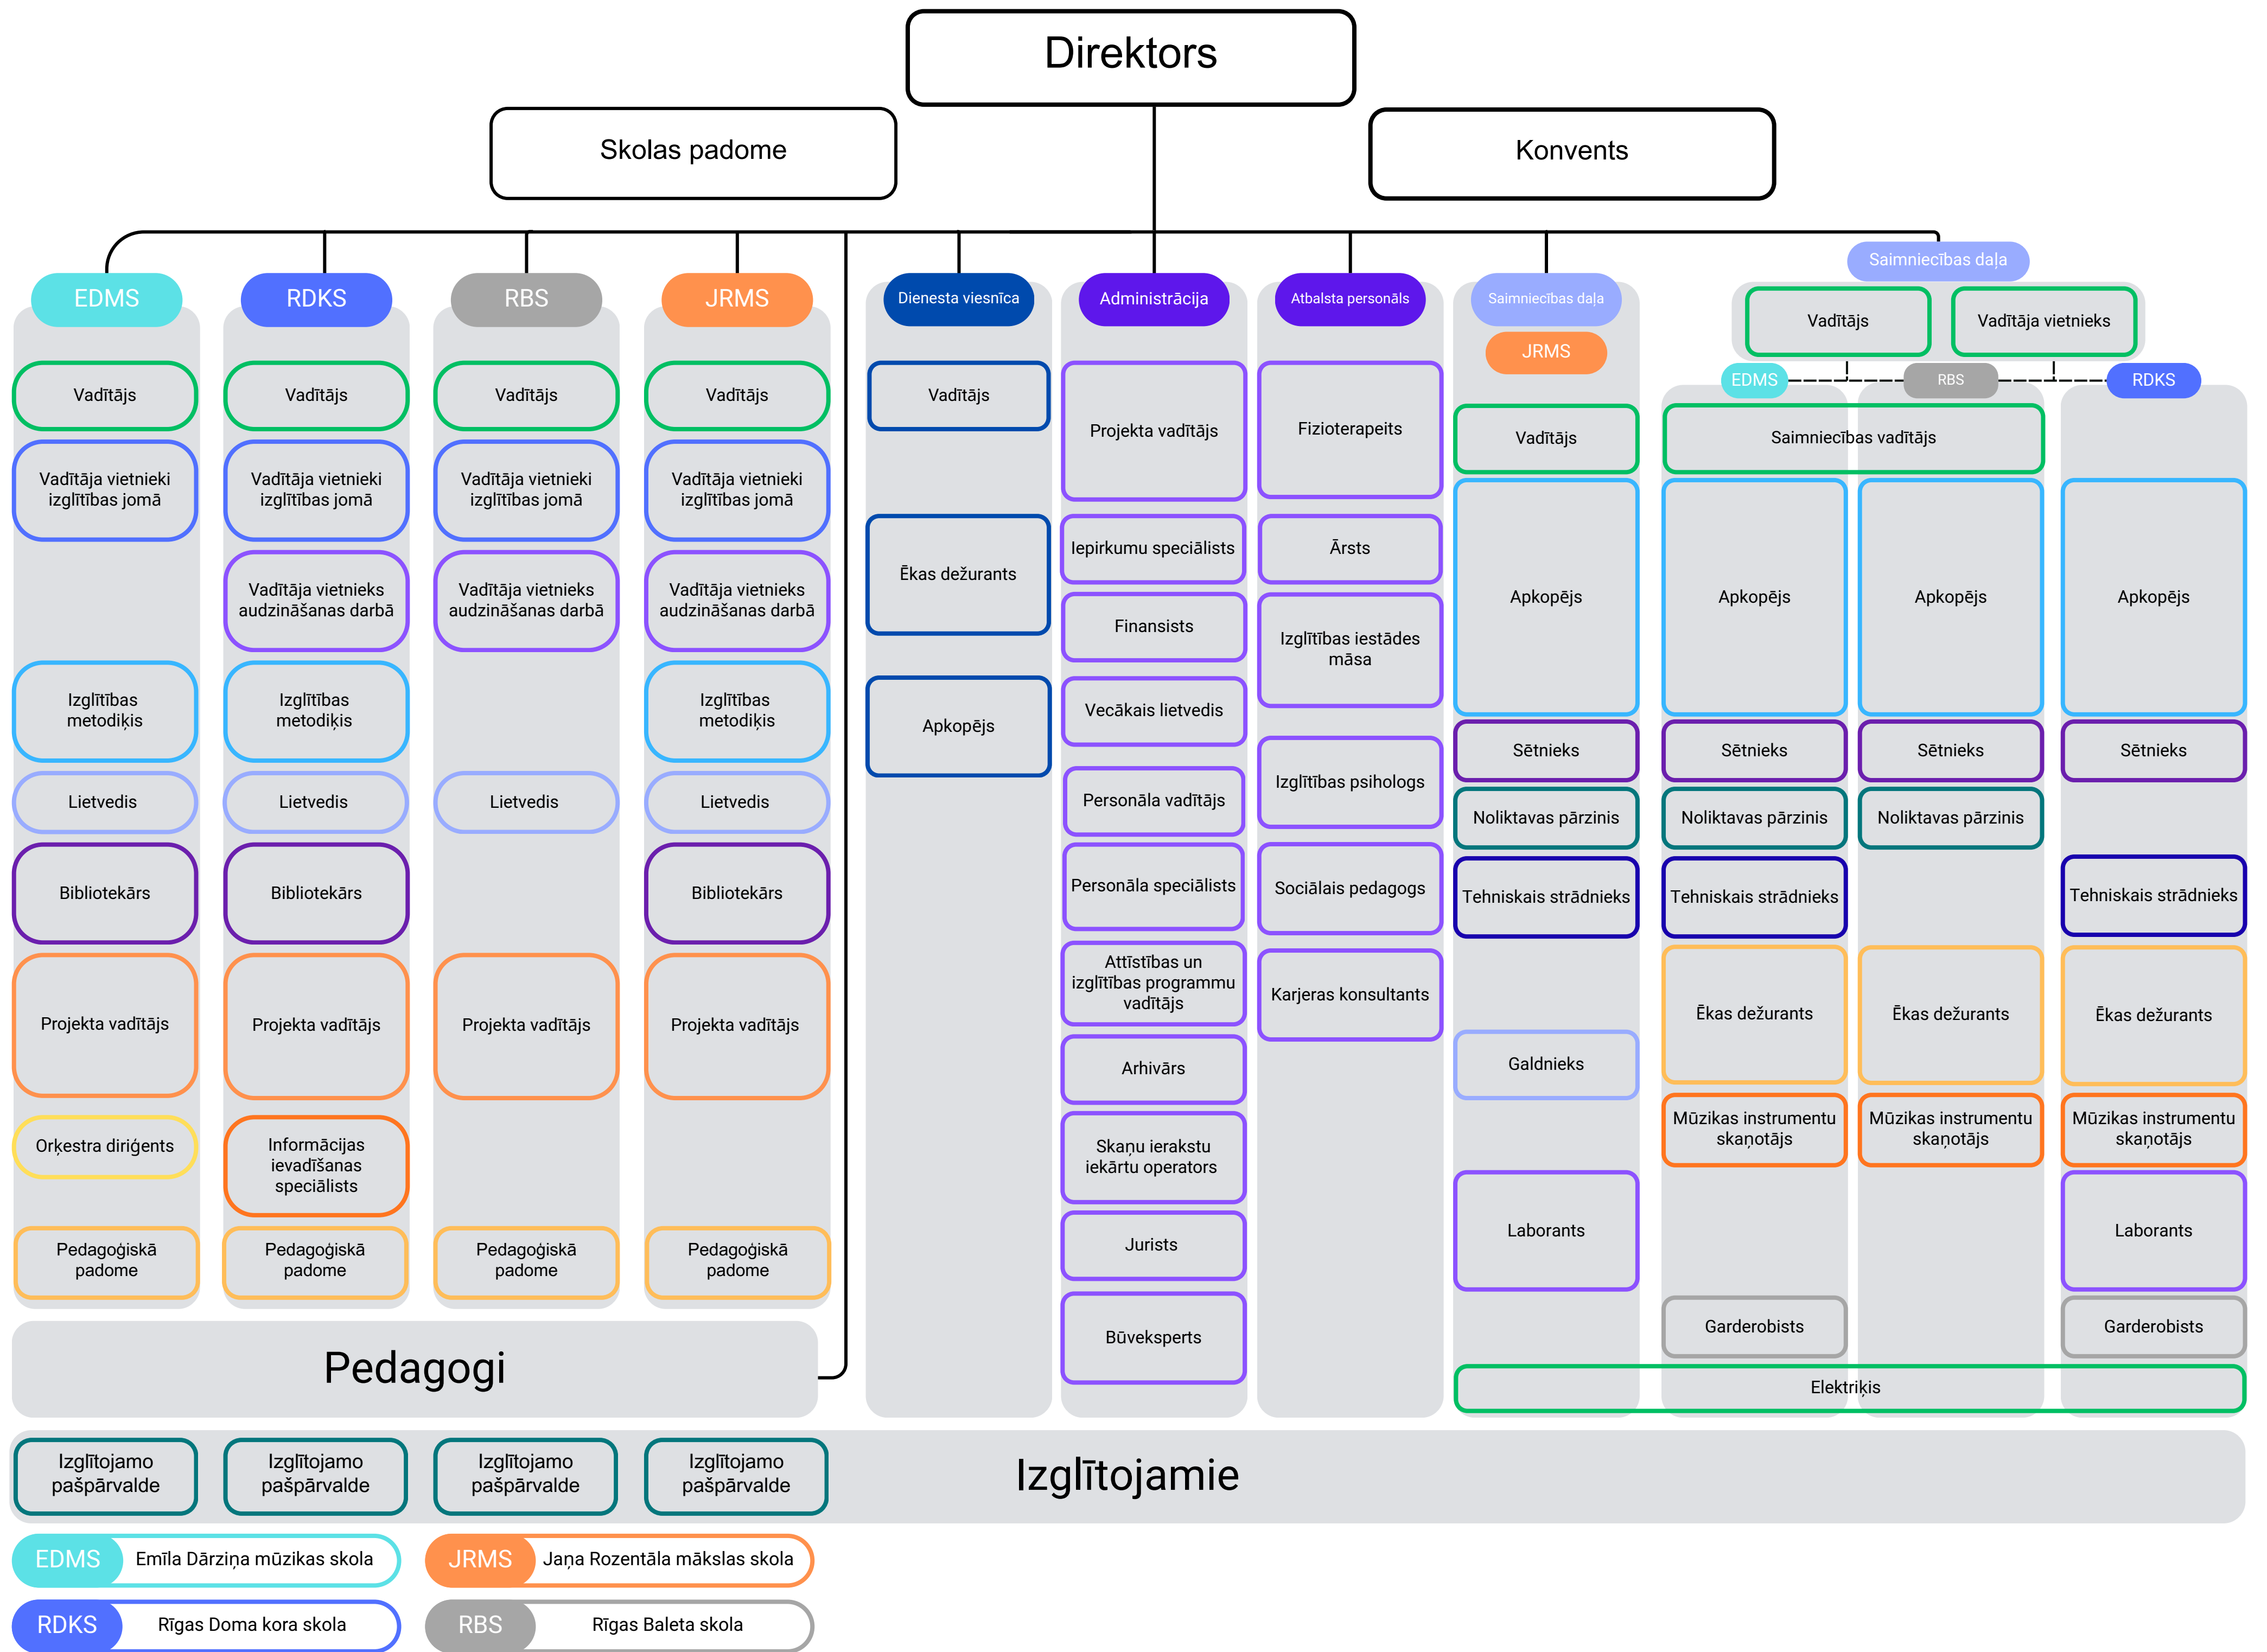 Direktors
Skolas padome
Konvents
EDMS
Vadītājs
Vadītāja vietnieki
izglītības jomā
Izglītības
metodiķis
Lietvedis
Bibliotekārs
Projekta vadītājs
Orķestra diriģents
Pedagoģiskā
padome
RDKS
Vadītājs
Vadītāja vietnieki
izglītības jomā
Vadītāja vietnieks
audzināšanas darbā
Izglītības
metodiķis
Lietvedis
Bibliotekārs
Projekta vadītājs
Informācijas
ievadīšanas
speciālists
Pedagoģiskā
padome
RBS
Vadītājs
Vadītāja vietnieki
izglītības jomā
Vadītāja vietnieks
audzināšanas darbā
Lietvedis
Projekta vadītājs
Pedagoģiskā
padome
JRMS
Vadītājs
Vadītāja vietnieki
izglītības jomā
Vadītāja vietnieks
audzināšanas darbā
Izglītības
metodiķis
Lietvedis
Bibliotekārs
Projekta vadītājs
Pedagoģiskā
padome
Pedagogi
Dienesta viesnīca
Vadītājs
Ēkas dežurants
Apkopējs
Administrācija
Projekta vadītājs
Iepirkumu speciālists
Finansists
Vecākais lietvedis
Personāla vadītājs
Personāla speciālists
Attīstības un
izglītības programmu
vadītājs
Arhivārs
Skaņu ierakstu
iekārtu operators
Jurists
Būveksperts
Atbalsta personāls
Fizioterapeits
Ārsts
Izglītības iestādes
māsa
Izglītības psihologs
Sociālais pedagogs
Karjeras konsultants
Saimniecības daļa
JRMS
Vadītājs
Apkopējs
Sētnieks
Noliktavas pārzinis
Tehniskais strādnieks
Galdnieks
Laborants
Saimniecības daļa
Vadītājs
Vadītāja vietnieks
EDMS
RBS
RDKS
Saimniecības vadītājs
Apkopējs
Sētnieks
Noliktavas pārzinis
Tehniskais strādnieks
Ēkas dežurants
Mūzikas instrumentu
skaņotājs
Garderobists
Apkopējs
Sētnieks
Noliktavas pārzinis
Ēkas dežurants
Mūzikas instrumentu
skaņotājs
Apkopējs
Sētnieks
Tehniskais strādnieks
Ēkas dežurants
Mūzikas instrumentu
skaņotājs
Laborants
Garderobists
Elektriķis
Izglītojamo
pašpārvalde
Izglītojamo
pašpārvalde
Izglītojamo
pašpārvalde
Izglītojamo
pašpārvalde
Izglītojamie
EDMS Emīla Dārziņa mūzikas skola
JRMS Jaņa Rozentāla mākslas skola
RDKS Rīgas Doma kora skola
RBS Rīgas Baleta skola